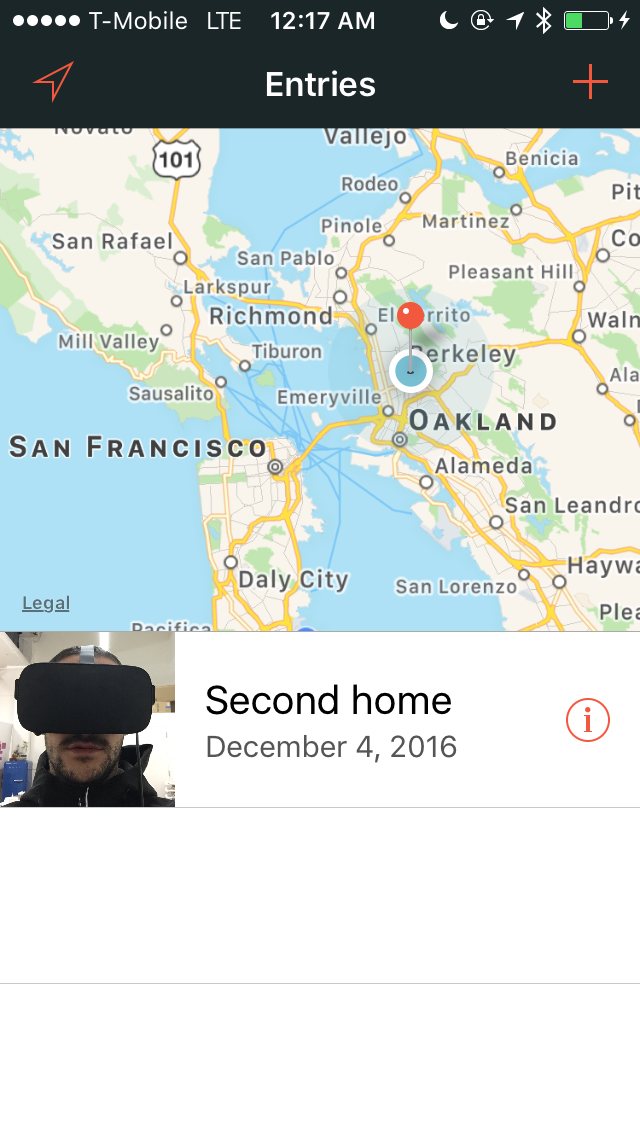 T-Mobile LTE 12:17 AM
Entries
Novato
Vallejo
101
Benicia
Rodeo
Pit
Pinole
Martinez
San Rafael
Co
San Pablo
Pleasant Hill
Larkspur
Richmond
El Cerrito
Waln
Mill Valley
Tiburon
Berkeley
Ala
Sausalito
Emeryville
OAKLAND
SAN FRANCISCO
Alameda
San Leandro
Daly City
San Lorenzo
Haywa
Plea
Legal
Pacifica
Second home
December 4, 2016
i